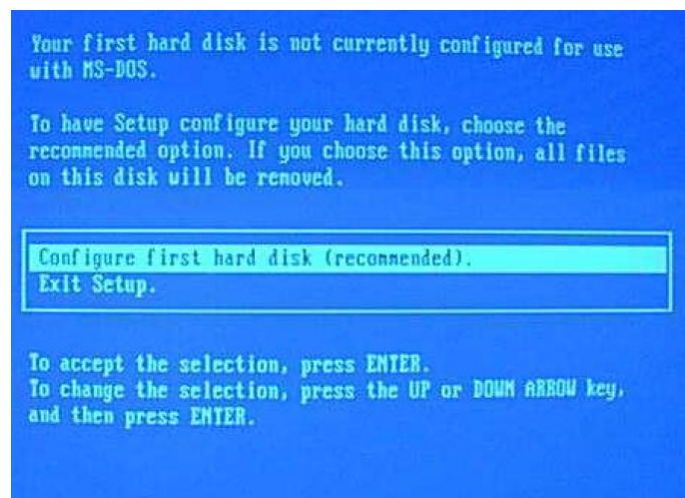 Your first hard disk is not currently configured for use
with MS-DOS.
To have Setup configure your hard disk, choose the
recommended option. If you choose this option, all files
on this disk will be removed.
Configure first hard disk (recommended).
Exit Setup.
To accept the selection, press ENTER.
To change the selection, press the UP or DOWN ARROW key,
and then press ENTER.